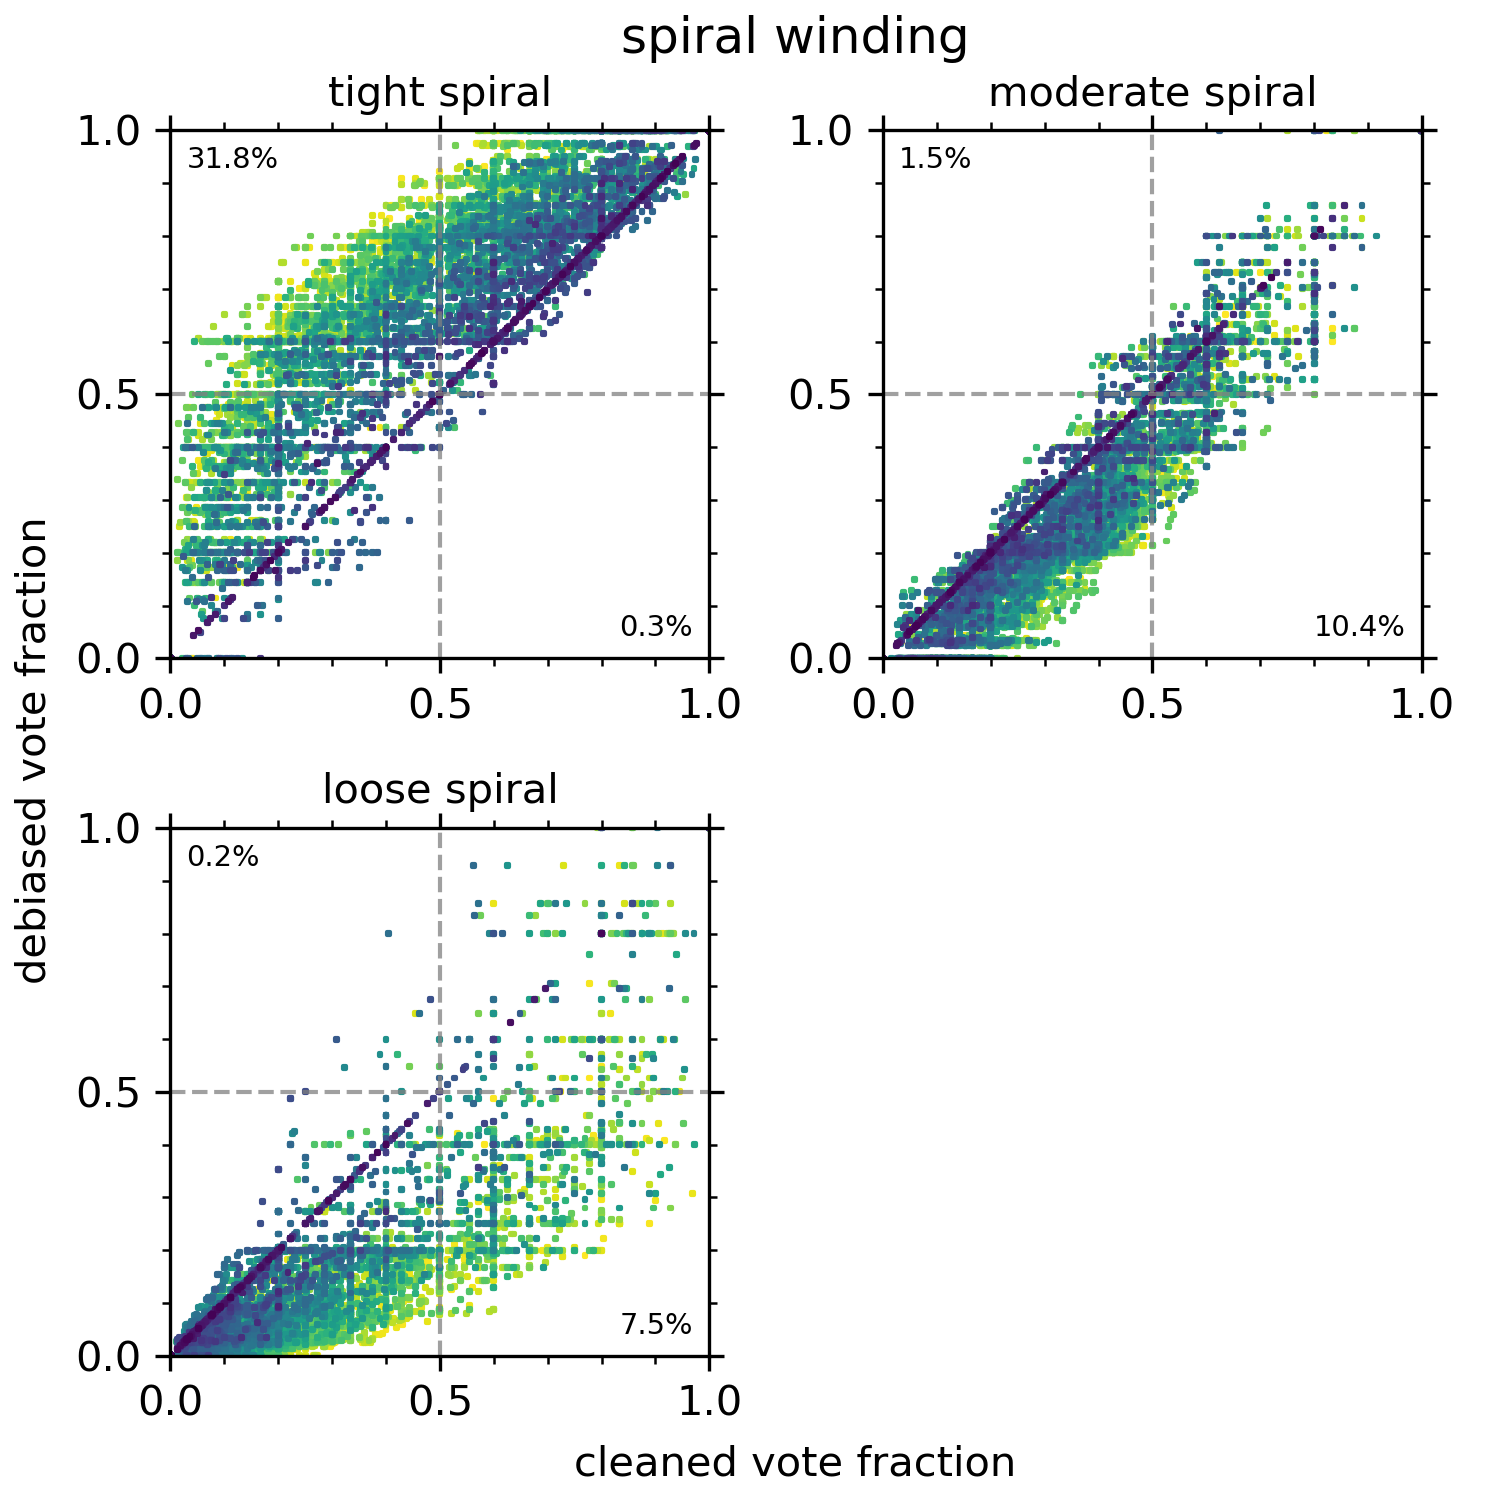 spiral winding
tight spiral
moderate spiral
1.0
31.8%
0.5
0.3%
0.0
0.0 0.5 1.0
1.0
1.5%
0.5
10.4%
0.0
0.0 0.5 1.0
loose spiral
1.0
0.2%
0.5
7.5%
0.0
0.0 0.5 1.0
debiased vote fraction
cleaned vote fraction